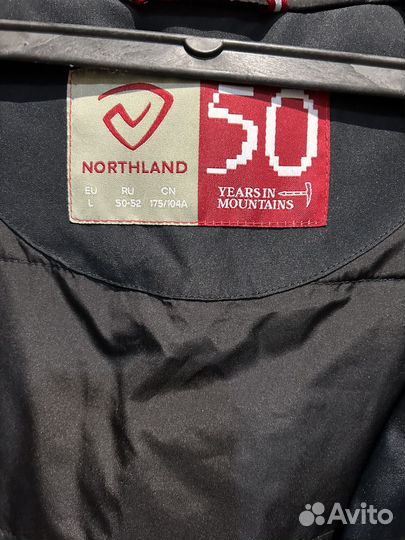 NORTHLAND
EU RU CN
L 50-52 175/104A
50
YEARS IN
MOUNTAINS
Avito